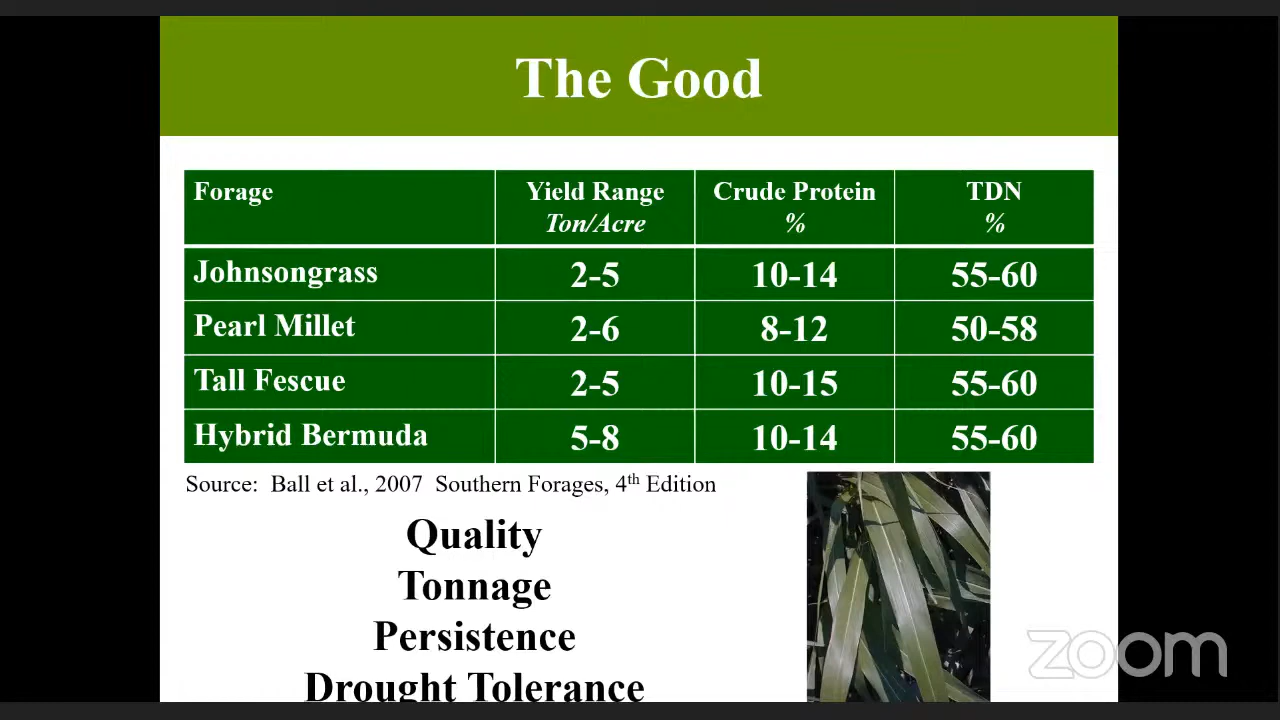 The Good
Forage Yield Range Crude Protein TDN
Ton/Acre % %
Johnsongrass 2-5 10-14 55-60
Pearl Millet 2-6 8-12 50-58
Tall Fescue 2-5 10-15 55-60
Hybrid Bermuda 5-8 10-14 55-60
Source: Ball et al., 2007 Southern Forages, 4th Edition
Quality
Tonnage
Persistence
Drought Tolerance
zoom